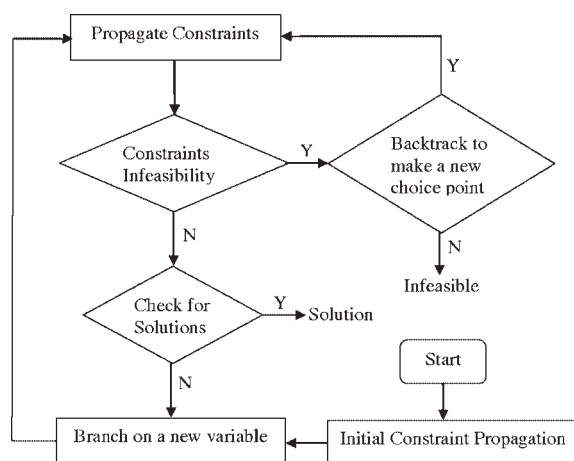 Propagate Constraints
Y
Constraints
Infeasibility
Y
Backtrack to
make a new
choice point
N
N
Infeasible
Check for
Solutions
Y
Solution
Start
N
Branch on a new variable
Initial Constraint Propagation